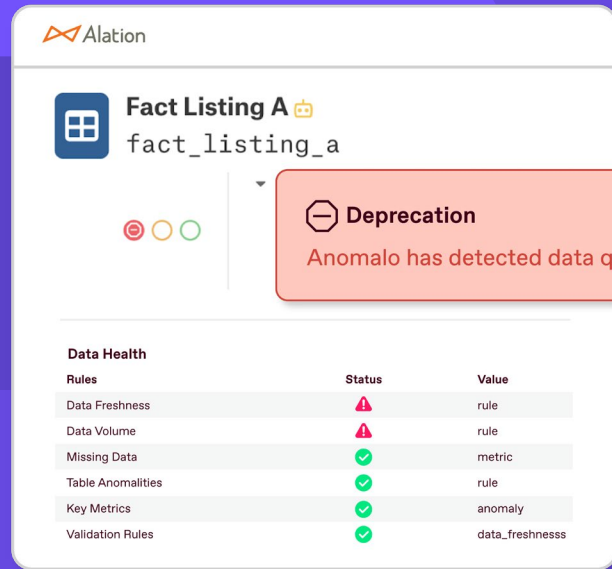 Alation
Fact Listing A
fact_listing_a
Deprecation
Anomalo has detected data q
Data Health
Rules Status Value
Data Freshness rule
Data Volume rule
Missing Data metric
Table Anomalies rule
Key Metrics anomaly
Validation Rules data_freshnesss